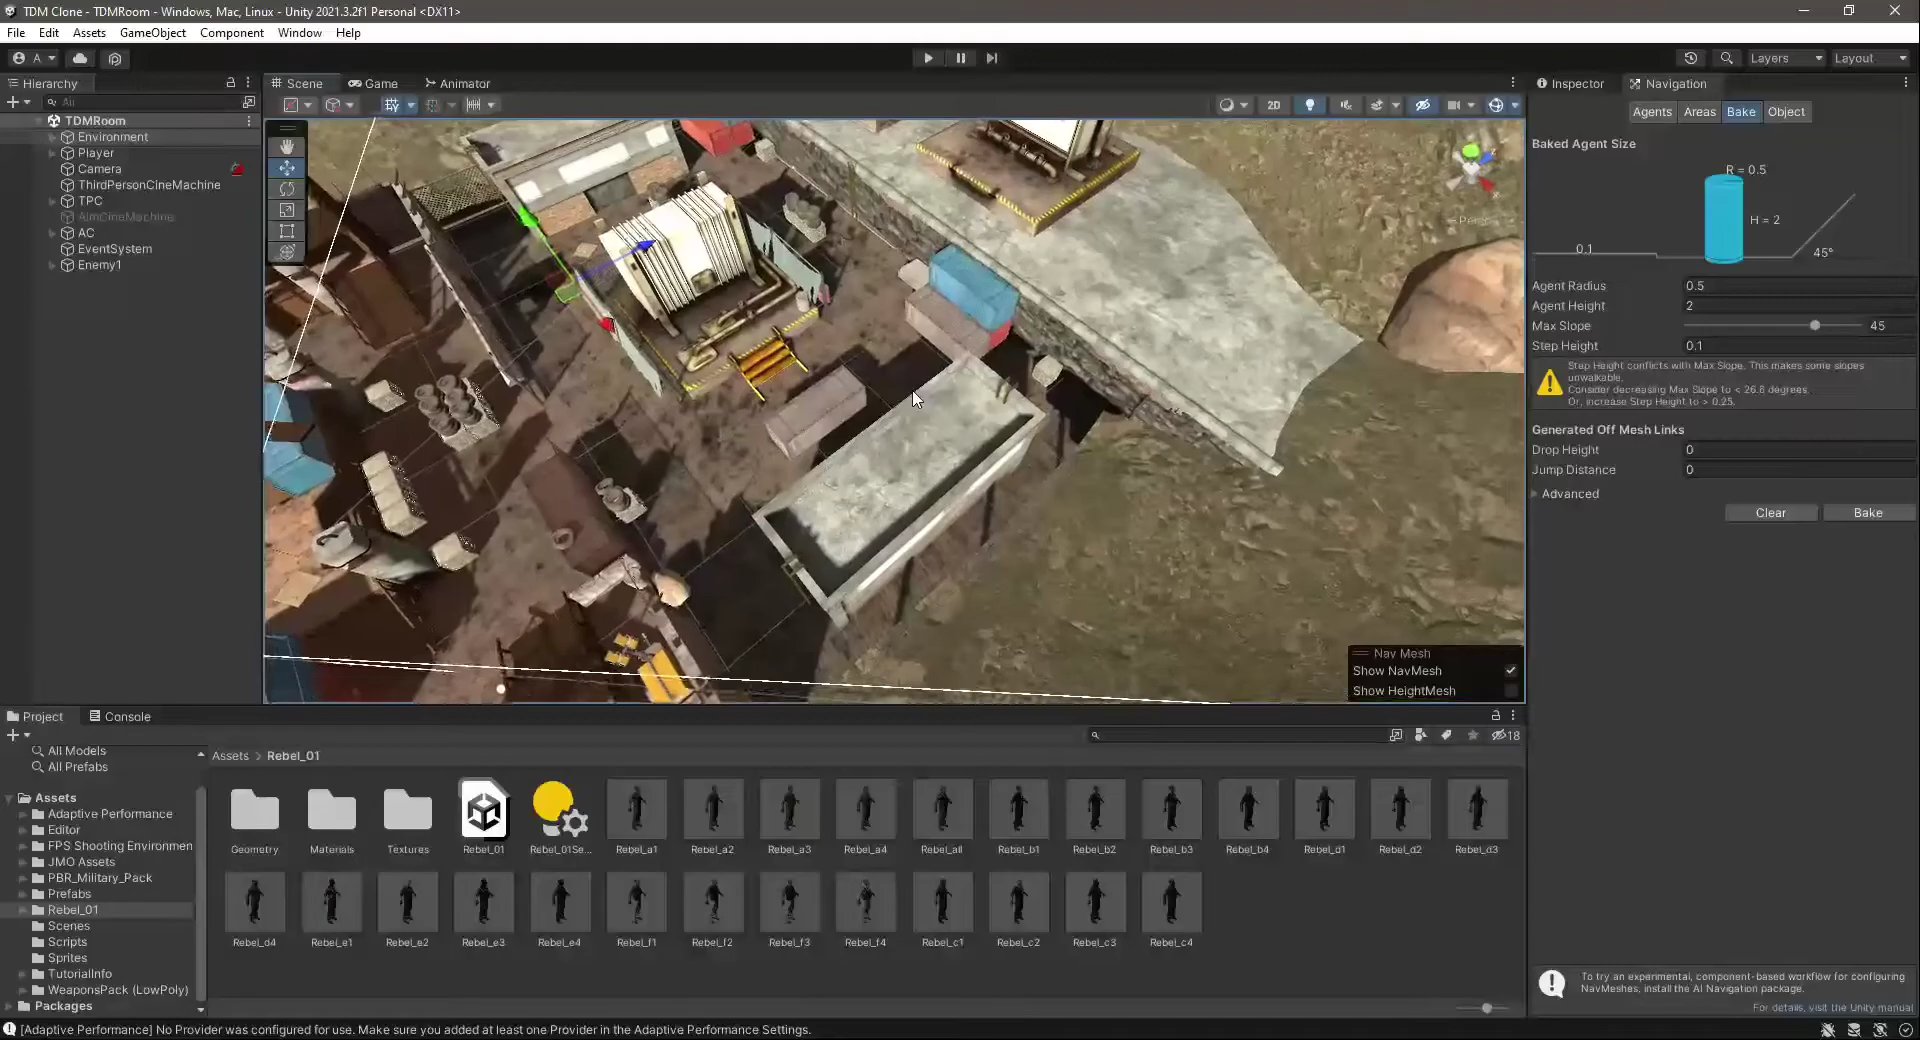 TDM Clone - TDMRoom - Windows, Mac, Linux - Unity 2021.3.2f1 Personal <DX11>
File Edit Assets GameObject Component Window Help
A Layers Layout
Hierarchy
All
TDMRoom
Environment
Player
Camera
ThirdPersonCineMachine
TPC
AimCineMachine
AC
EventSystem
Enemy1
Scene Game Animator
2D
Persp
Nav Mesh
Show NavMesh
Show HeightMesh
Inspector Navigation
Agents Areas Bake Object
Baked Agent Size
R = 0.5
H = 2
0.1
45°
Agent Radius 0.5
Agent Height 2
Max Slope 45
Step Height 0.1
Step Height conflicts with Max Slope. This makes some slopes
unwalkable.
Consider decreasing Max Slope to < 26.6 degrees.
Or, increase Step Height to > 0.25.
Generated Off Mesh Links
Drop Height 0
Jump Distance 0
Advanced
Clear Bake
To try an experimental, component-based workflow for configuring
NavMeshes, install the AI Navigation package.
For details, visit the Unity manual
Project Console
18
All Models
All Prefabs
Assets
Adaptive Performance
Editor
FPS Shooting Environmen
JMO Assets
PBR_Military_Pack
Prefabs
Rebel_01
Scenes
Scripts
Sprites
TutorialInfo
WeaponsPack (LowPoly)
Packages
Assets > Rebel_01
Geometry Materials Textures Rebel_01 Rebel_01Se... Rebel_a1 Rebel_a2 Rebel_a3 Rebel_a4 Rebel_all Rebel_b1 Rebel_b2 Rebel_b3 Rebel_b4 Rebel_d1 Rebel_d2 Rebel_d3
Rebel_d4 Rebel_e1 Rebel_e2 Rebel_e3 Rebel_e4 Rebel_f1 Rebel_f2 Rebel_f3 Rebel_f4 Rebel_c1 Rebel_c2 Rebel_c3 Rebel_c4
[Adaptive Performance] No Provider was configured for use. Make sure you added at least one Provider in the Adaptive Performance Settings.